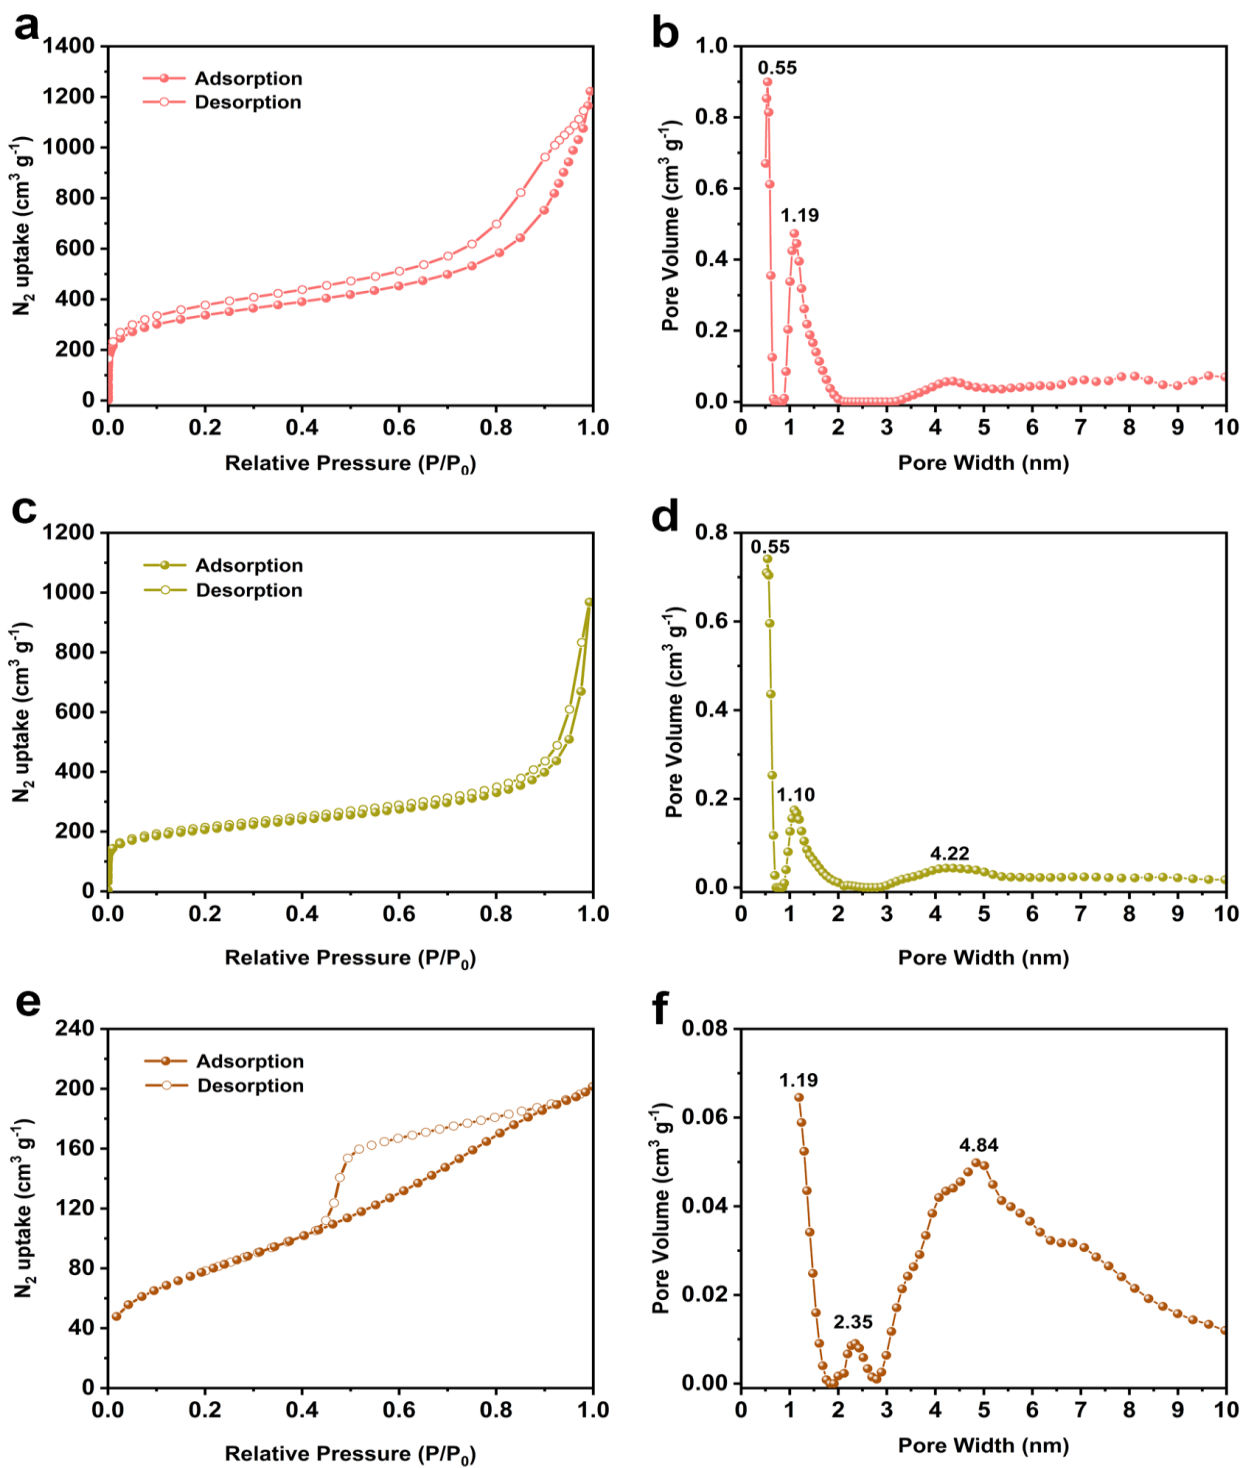 a
1400
1200
1000
800
600
400
200
0
N2 uptake (cm3 g-1)
Adsorption
Desorption
0.0 0.2 0.4 0.6 0.8 1.0
Relative Pressure (P/P0)
b
1.0
0.8
0.6
0.4
0.2
0.0
Pore Volume (cm3 g-1)
0.55
1.19
0 1 2 3 4 5 6 7 8 9 10
Pore Width (nm)
c
1200
1000
800
600
400
200
0
N2 uptake (cm3 g-1)
Adsorption
Desorption
0.0 0.2 0.4 0.6 0.8 1.0
Relative Pressure (P/P0)
d
0.8
0.6
0.4
0.2
0.0
Pore Volume (cm3 g-1)
0.55
1.10
4.22
0 1 2 3 4 5 6 7 8 9 10
Pore Width (nm)
e
240
200
160
120
80
40
0
N2 uptake (cm3 g-1)
Adsorption
Desorption
0.0 0.2 0.4 0.6 0.8 1.0
Relative Pressure (P/P0)
f
0.08
0.06
0.04
0.02
0.00
Pore Volume (cm3 g-1)
1.19
2.35
4.84
0 1 2 3 4 5 6 7 8 9 10
Pore Width (nm)